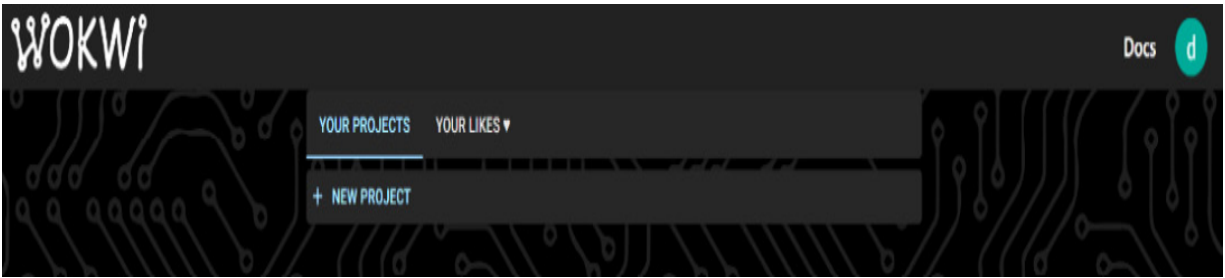 WOKWI
Docs d
YOUR PROJECTS YOUR LIKES ♥
+ NEW PROJECT